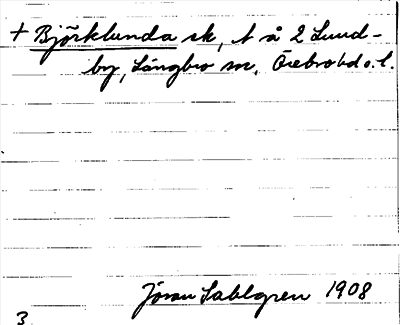 + Björklunda sk, t å 2 Lund-
by, Längbro sn, Örebro hd o. l.
Jöran Sahlgren 1908
3